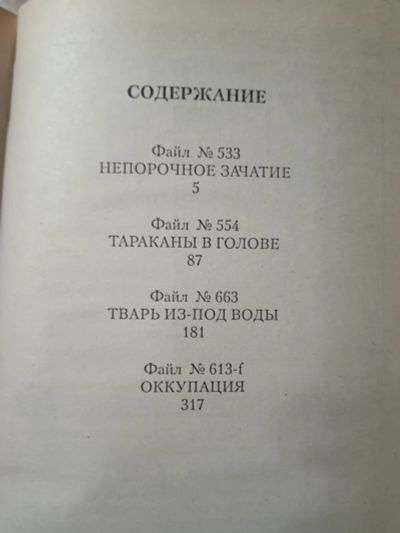 СОДЕРЖАНИЕ
Файл № 533
НЕПОРОЧНОЕ ЗАЧАТИЕ
5
Файл № 554
ТАРАКАНЫ В ГОЛОВЕ
87
Файл № 663
ТВАРЬ ИЗ-ПОД ВОДЫ
181
Файл № 613-f
ОККУПАЦИЯ
317